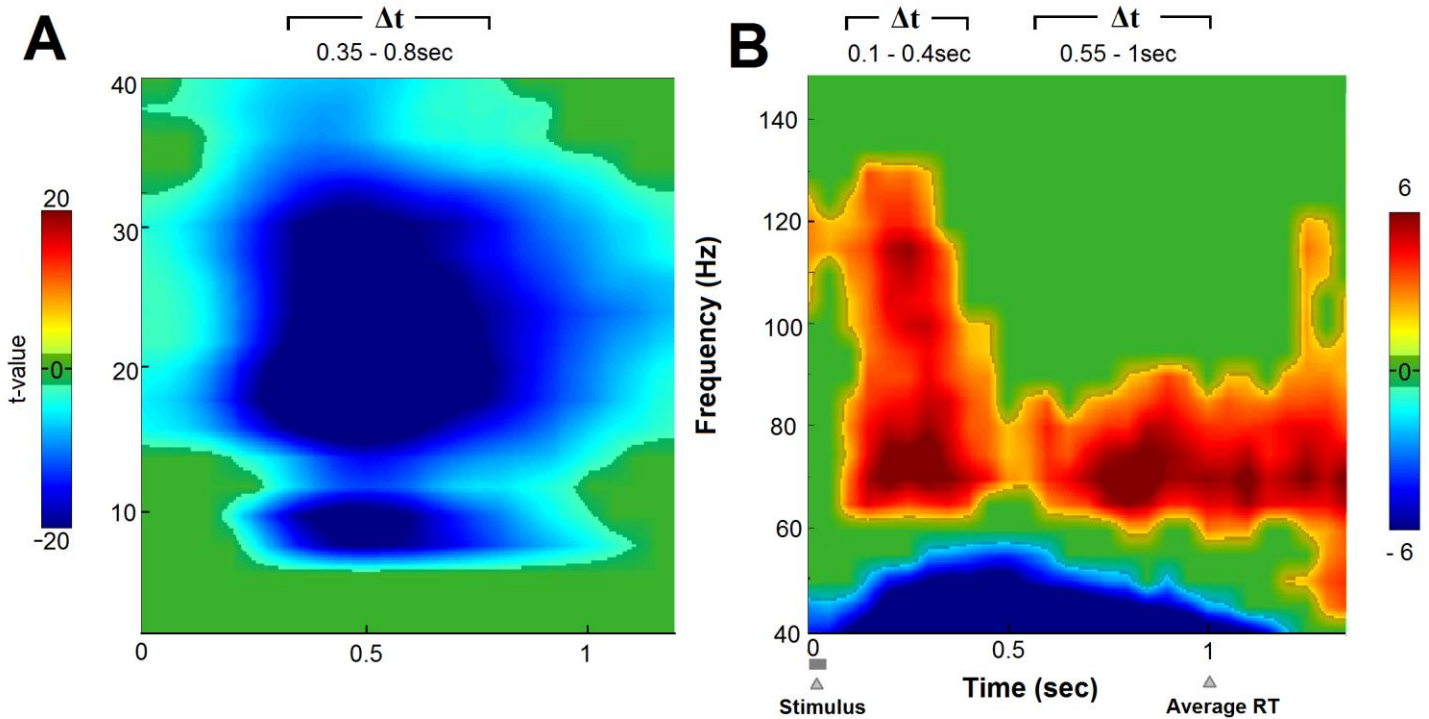 A
Δt
0.35 - 0.8sec
40
30
20
10
0
0.5
1
20
0
−20
t-value
B
Δt
0.1 - 0.4sec
Δt
0.55 - 1sec
Frequency (Hz)
140
120
100
80
60
40
0
0.5
1
Time (sec)
Stimulus
Average RT
6
0
- 6